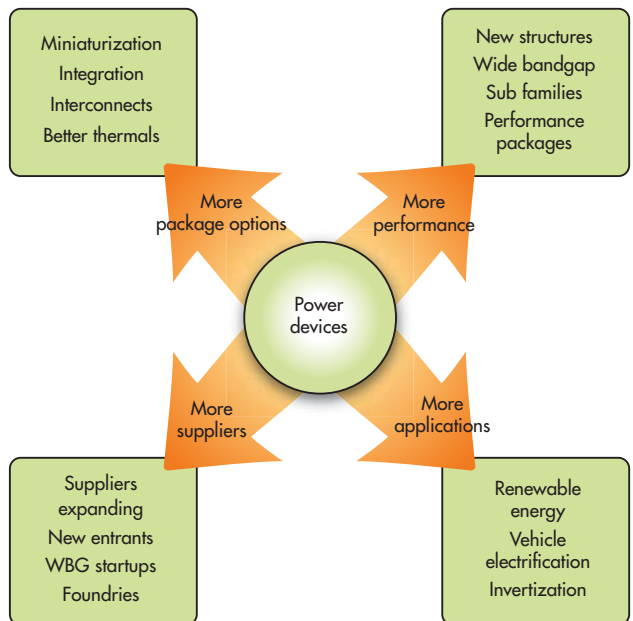 Miniaturization
Integration
Interconnects
Better thermals
New structures
Wide bandgap
Sub families
Performance
packages
More
package options
More
performance
Power
devices
More
suppliers
More
applications
Suppliers
expanding
New entrants
WBG startups
Foundries
Renewable
energy
Vehicle
electrification
Invertization